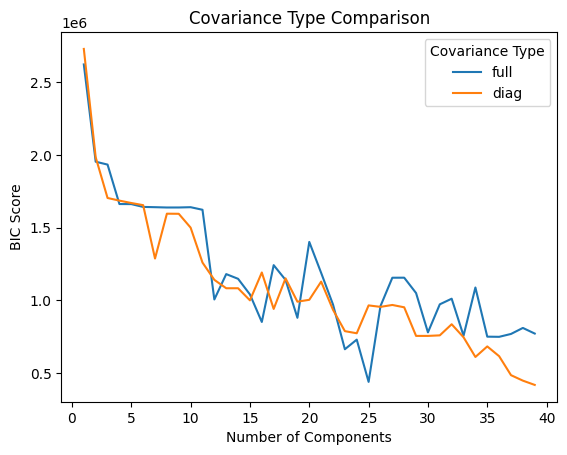 Covariance Type Comparison
1e6
Covariance Type
full
diag
2.5
2.0
1.5
1.0
0.5
BIC Score
0 5 10 15 20 25 30 35 40
Number of Components